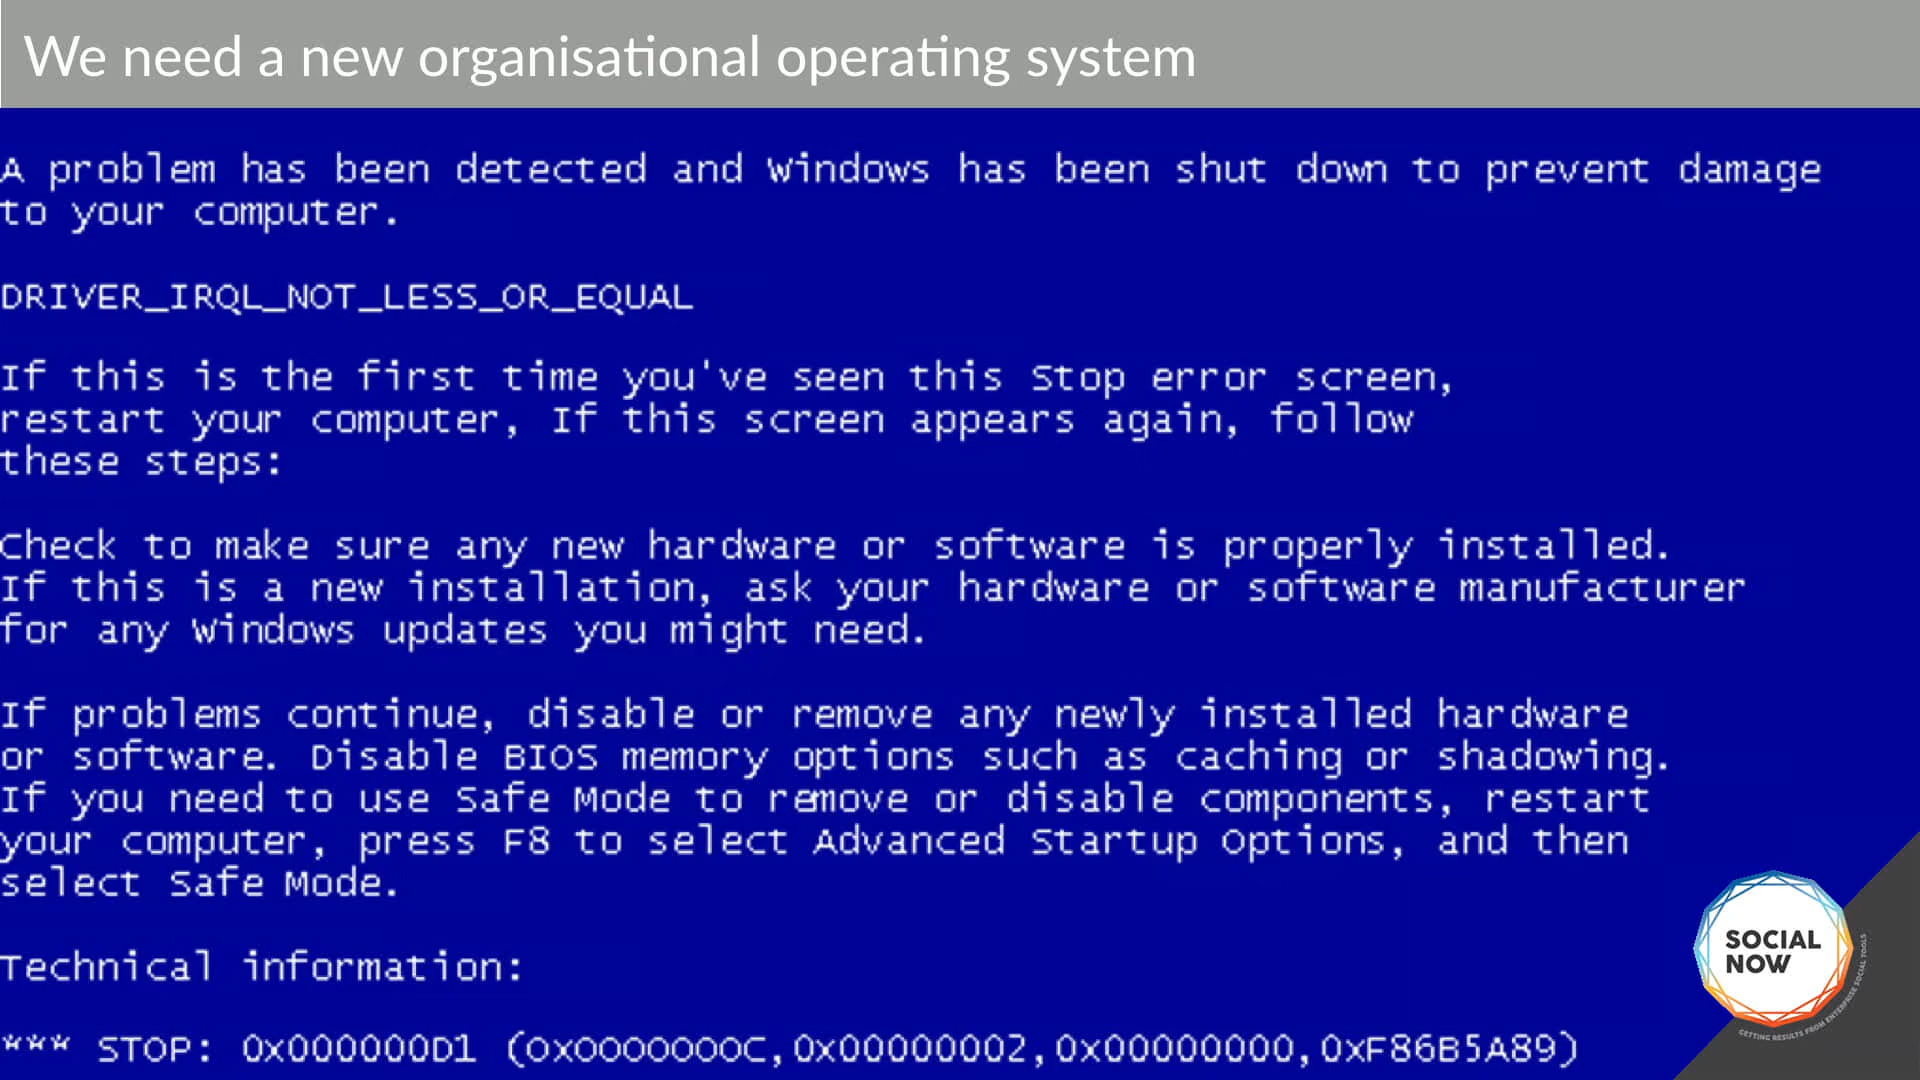 We need a new organisational operating system
A problem has been detected and Windows has been shut down to prevent damage
to your computer.
DRIVER_IRQL_NOT_LESS_OR_EQUAL
If this is the first time you've seen this Stop error screen,
restart your computer, If this screen appears again, follow
these steps:
Check to make sure any new hardware or software is properly installed.
If this is a new installation, ask your hardware or software manufacturer
for any Windows updates you might need.
If problems continue, disable or remove any newly installed hardware
or software. Disable BIOS memory options such as caching or shadowing.
If you need to use Safe Mode to remove or disable components, restart
your computer, press F8 to select Advanced Startup Options, and then
select Safe Mode.
Technical information:
*** STOP: 0x000000D1 (0x0000000C,0x00000002,0x00000000,0xF86B5A89)
SOCIAL
NOW
GETTING RESULTS FROM ENTERPRISE SOCIAL TOOLS